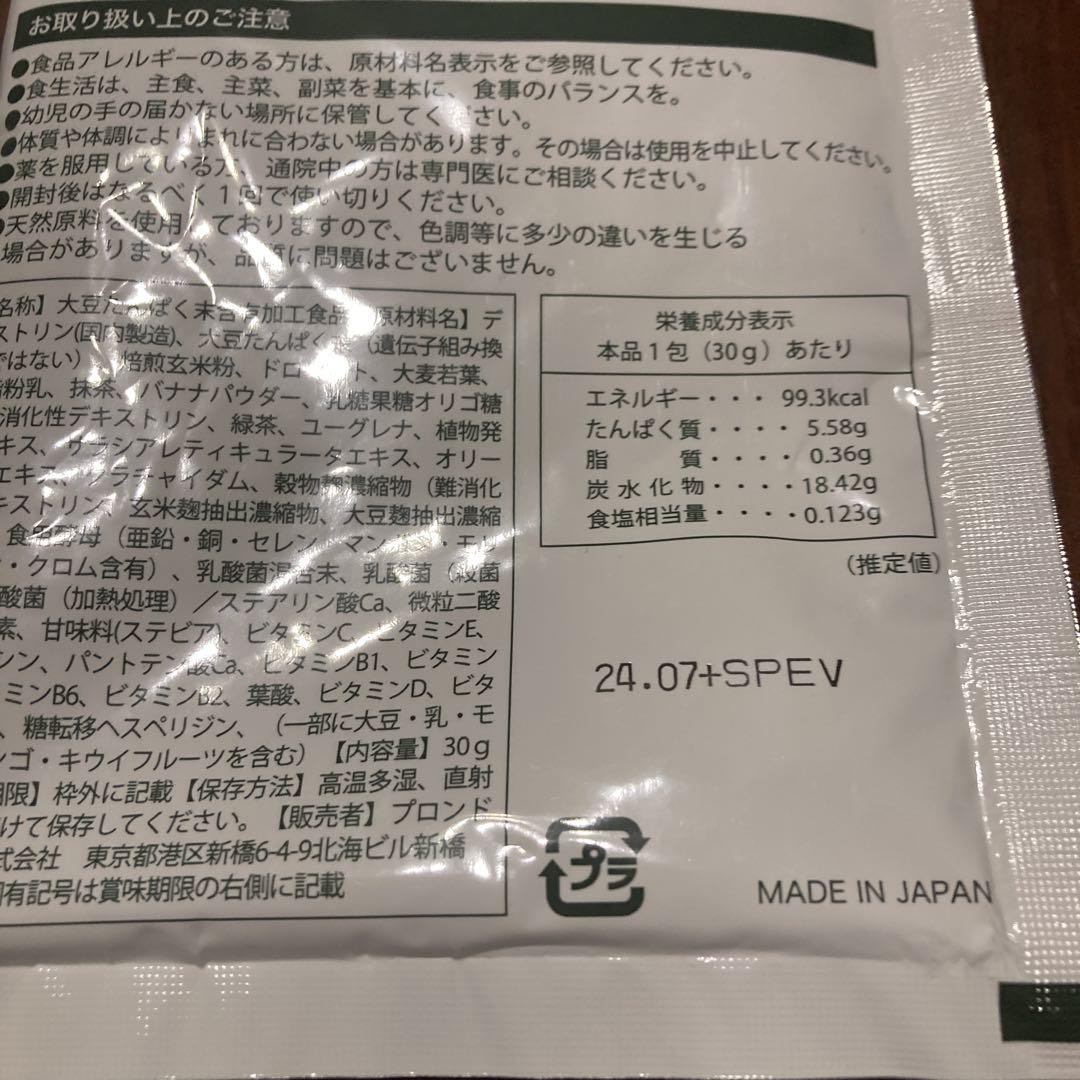 お取り扱い上のご注意
●食品アレルギーのある方は、原材料名表示をご参照してください。
●食生活は、主食、主菜、副菜を基本に、食事のバランスを。
●幼児の手の届かない場所に保管してください。
●体質や体調によりまれに合わない場合があります。その場合は使用を中止してください。
●薬を服用している方、通院中の方は専門医にご相談ください。
●開封後はなるべく1回で使い切りください。
●天然原料を使用しておりますので、色調等に多少の違いを生じる
場合がありますが、品質に問題はございません。
名称】大豆たんぱく末含有加工食品 原材料名】デ
ストリン(国内製造)、大豆たんぱく (遺伝子組み換
ではない) 焙煎玄米粉、ドロ ト、大麦若葉、
脂粉乳、抹茶、バナナパウダー、乳糖果糖オリゴ糖
消化性デキストリン、緑茶、ユーグレナ、植物発
キス、サラシアレティキュラータエキス、オリー
エキス、ブラチャイダム、穀物麹濃縮物(難消化
キストリン、玄米麹抽出濃縮物、大豆麹抽出濃縮
食用酵母(亜鉛・銅・セレン・マンガン・モリ
・クロム含有)、乳酸菌混合末、乳酸菌(殺菌
酸菌(加熱処理)/ステアリン酸Ca、微粒二酸
素、甘味料(ステビア)、ビタミンC、ビタミンE、
シン、パントテン酸Ca、ビタミンB1、ビタミン
ミンB6、ビタミンB2、葉酸、ビタミンD、ビタ
、糖転移ヘスペリジン、(一部に大豆・乳・モ
ンゴ・キウイフルーツを含む)【内容量】30g
期限】枠外に記載【保存方法】高温多湿、直射
けて保存してください。【販売者】プロンド
式会社 東京都港区新橋6-4-9北海ビル新橋
固有記号は賞味期限の右側に記載
栄養成分表示
本品1包(30g)あたり
エネルギー・・・99.3kcal
たんぱく質・・・・5.58g
脂 質・・・・0.36g
炭水化物・・・・18.42g
食塩相当量・・・・0.123g
(推定値)
24.07+SPEV
プラ
MADE IN JAPAN